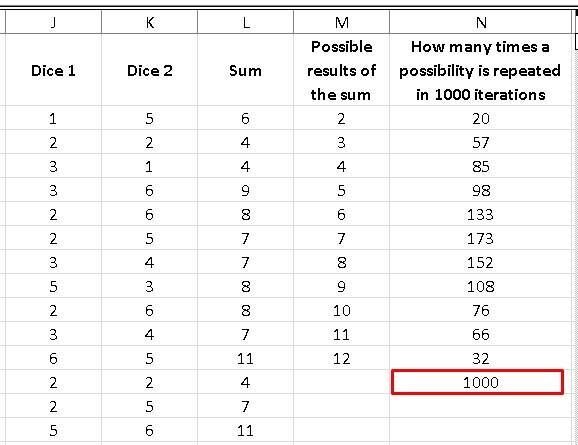 J K L M N
Possible How many times a
Dice 1 Dice 2 Sum results of possibility is repeated
the sum in 1000 iterations
1 5 6 2 20
2 2 4 3 57
3 1 4 4 85
3 6 9 5 98
2 6 8 6 133
2 5 7 7 173
3 4 7 8 152
5 3 8 9 108
2 6 8 10 76
3 4 7 11 66
6 5 11 12 32
2 2 4 1000
2 5 7
5 6 11